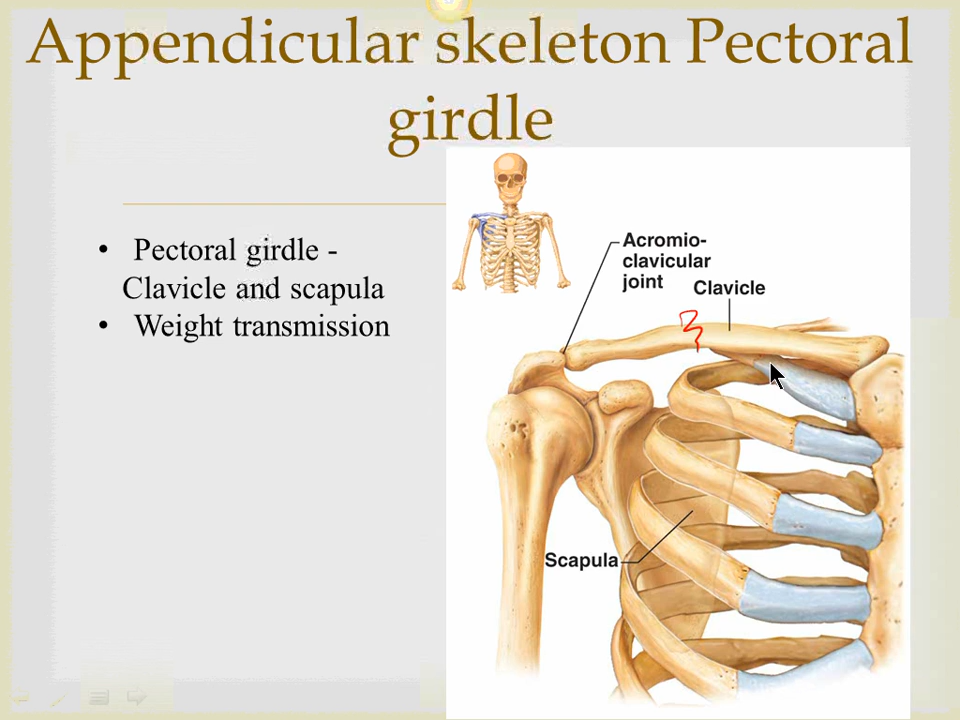 Appendicular skeleton Pectoral
girdle
• Pectoral girdle -
Clavicle and scapula
• Weight transmission
Acromio-
clavicular
joint
Clavicle
Scapula